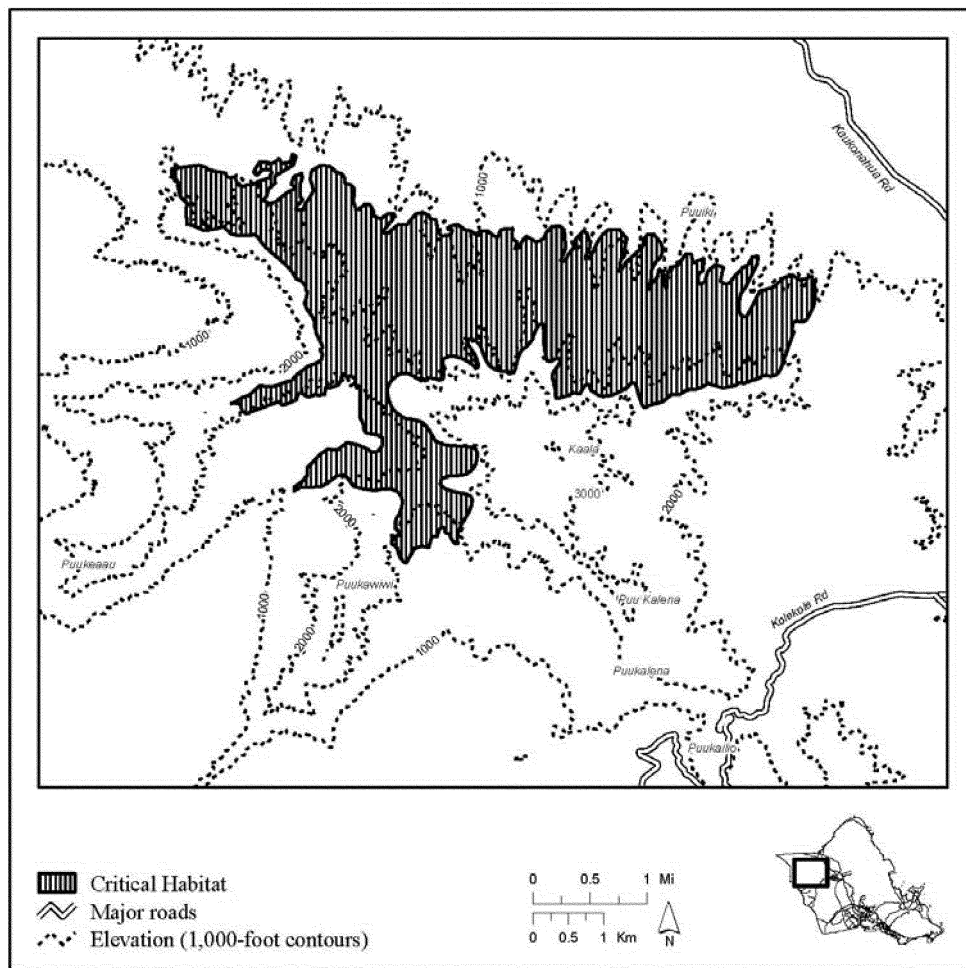 Kaukonahua Rd
1000
Puuiki
1000
2000
Kaala
3000
2000
2000
Puukeaau
Puukawiwi
Puu Kalena
1000
Kolekole Rd
2000
1000
Puukalena
Puukailio
Critical Habitat
Major roads
Elevation (1,000-foot contours)
0 0.5 1 Mi
0 0.5 1 Km
N